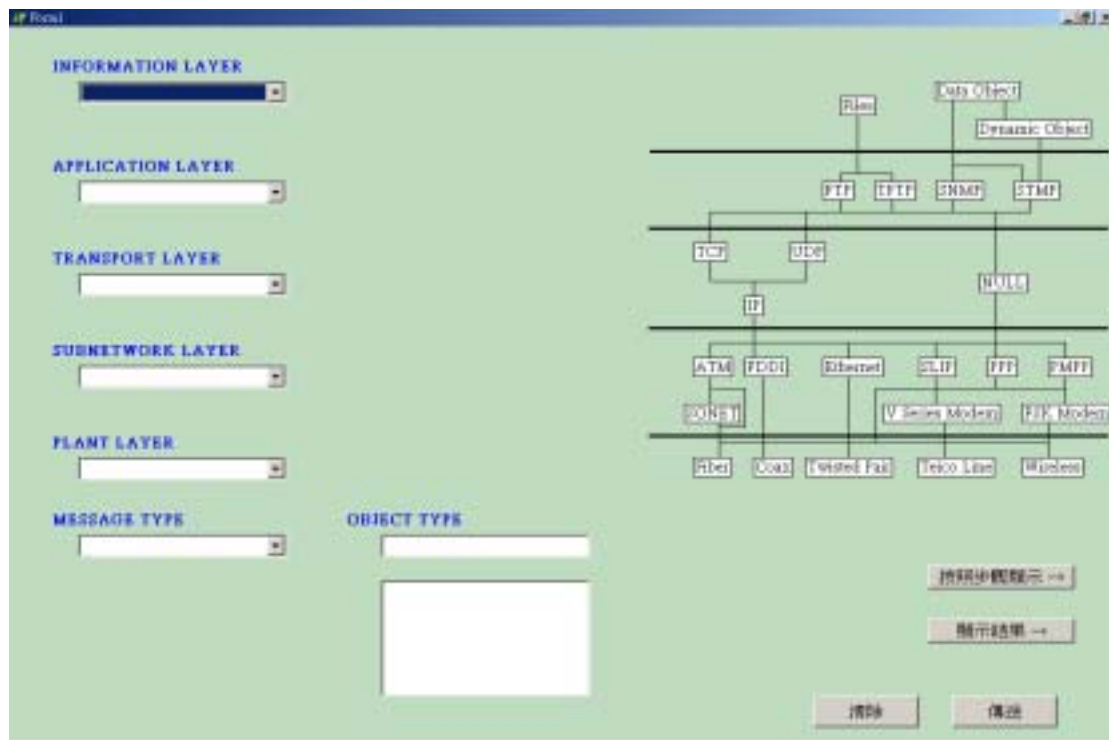 Form1
INFORMATION LAYER
APPLICATION LAYER
TRANSPORT LAYER
SUBNETWORK LAYER
PLANT LAYER
MESSAGE TYPE
OBJECT TYPE
Files
Data Object
Dynamic Object
FTP TFTP SNMP STMP
TCP UDP
NULL
IP
ATM FDDI Ethernet SLIP PPP PMPP
SONET V Series Modem FSK Modem
Fiber Coax Twisted Pair Telco Line Wireless
按照步驟顯示 →
顯示結果 →
清除 傳送